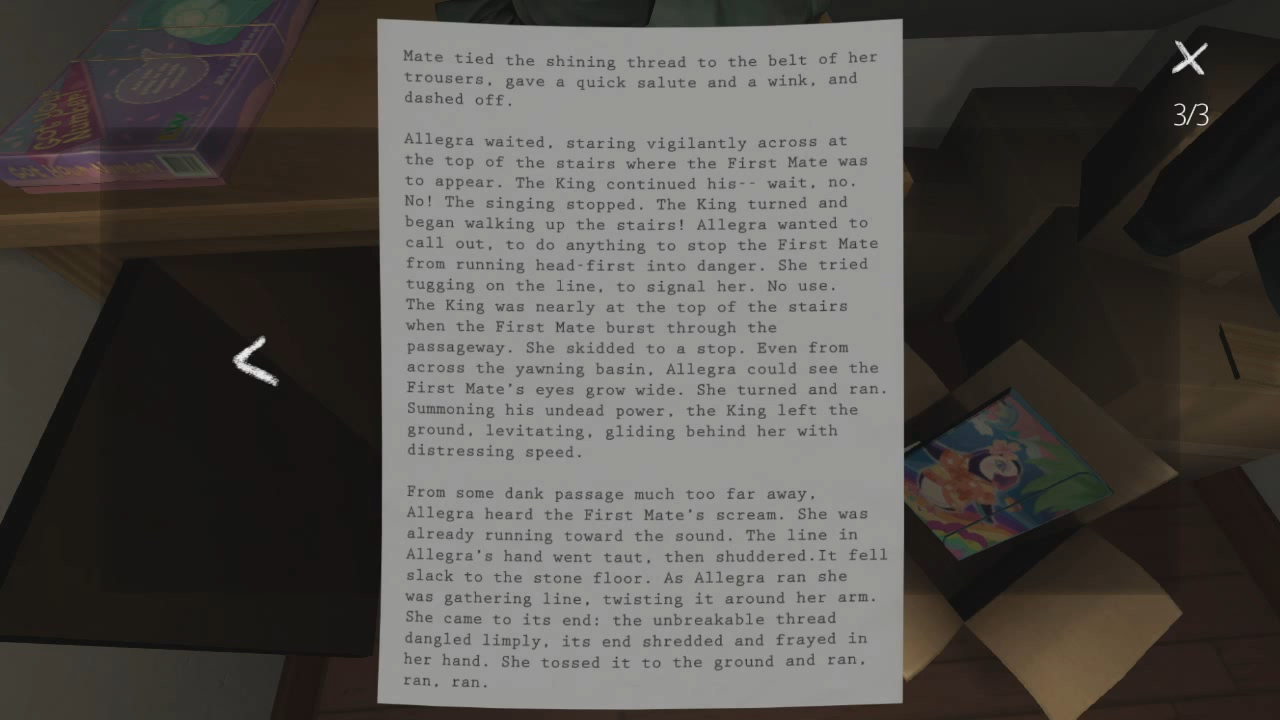 Mate tied the shining thread to the belt of her
trousers, gave a quick salute and a wink, and
dashed off.
Allegra waited, staring vigilantly across at
the top of the stairs where the First Mate was
to appear. The King continued his-- wait, no.
No! The singing stopped. The King turned and
began walking up the stairs! Allegra wanted to
call out, to do anything to stop the First Mate
from running head-first into danger. She tried
tugging on the line, to signal her. No use.
The King was nearly at the top of the stairs
when the First Mate burst through the
passageway. She skidded to a stop. Even from
across the yawning basin, Allegra could see the
First Mate's eyes grow wide. She turned and ran.
Summoning his undead power, the King left the
ground, levitating, gliding behind her with
distressing speed.
From some dank passage much too far away,
Allegra heard the First Mate's scream. She was
already running toward the sound. The line in
Allegra's hand went taut, then shuddered.It fell
slack to the stone floor. As Allegra ran she
was gathering line, twisting it around her arm.
She came to its end: the unbreakable thread
dangled limply, its end shredded and frayed in
her hand. She tossed it to the ground and ran,
ran, ran.
3/3
Got Your
Number!
Got Your Number!